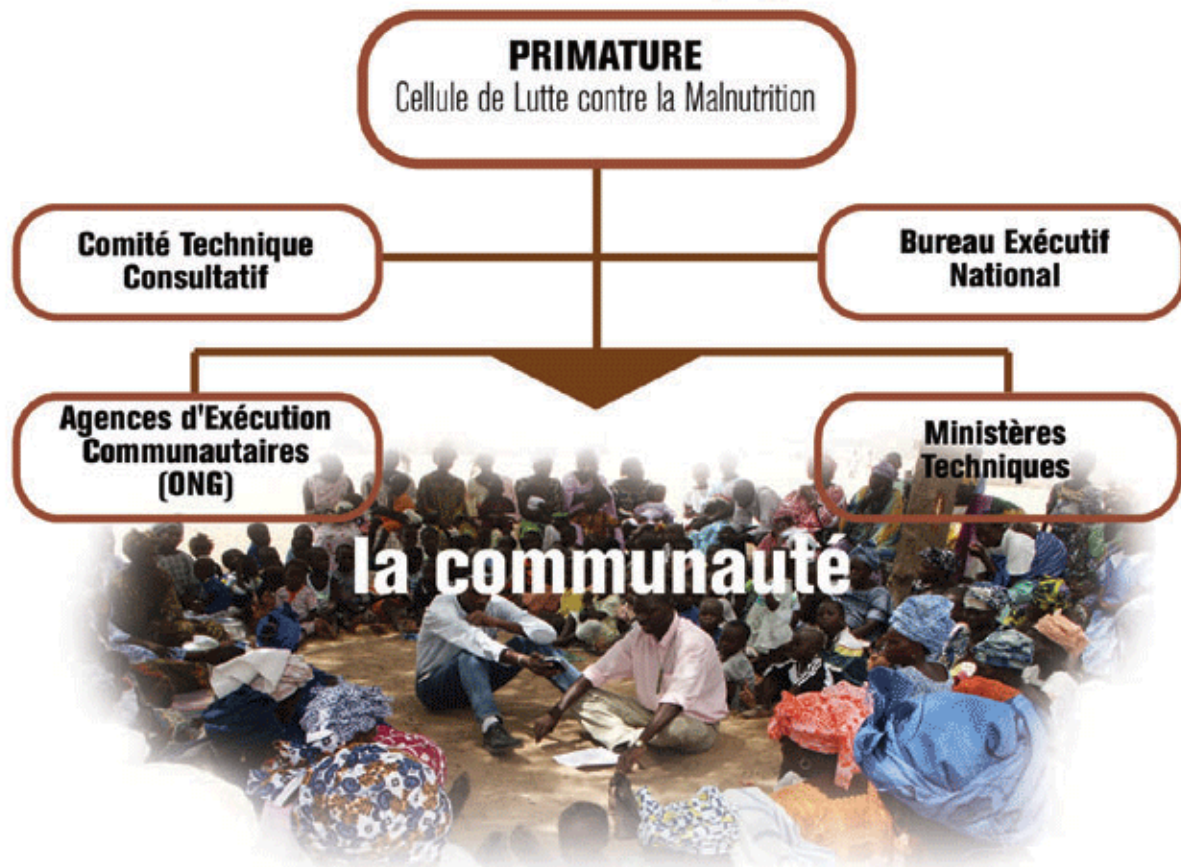 PRIMATURE
Cellule de Lutte contre la Malnutrition
Comité Technique
Consultatif
Bureau Exécutif
National
Agences d'Exécution
Communautaires
(ONG)
Ministères
Techniques
la communauté